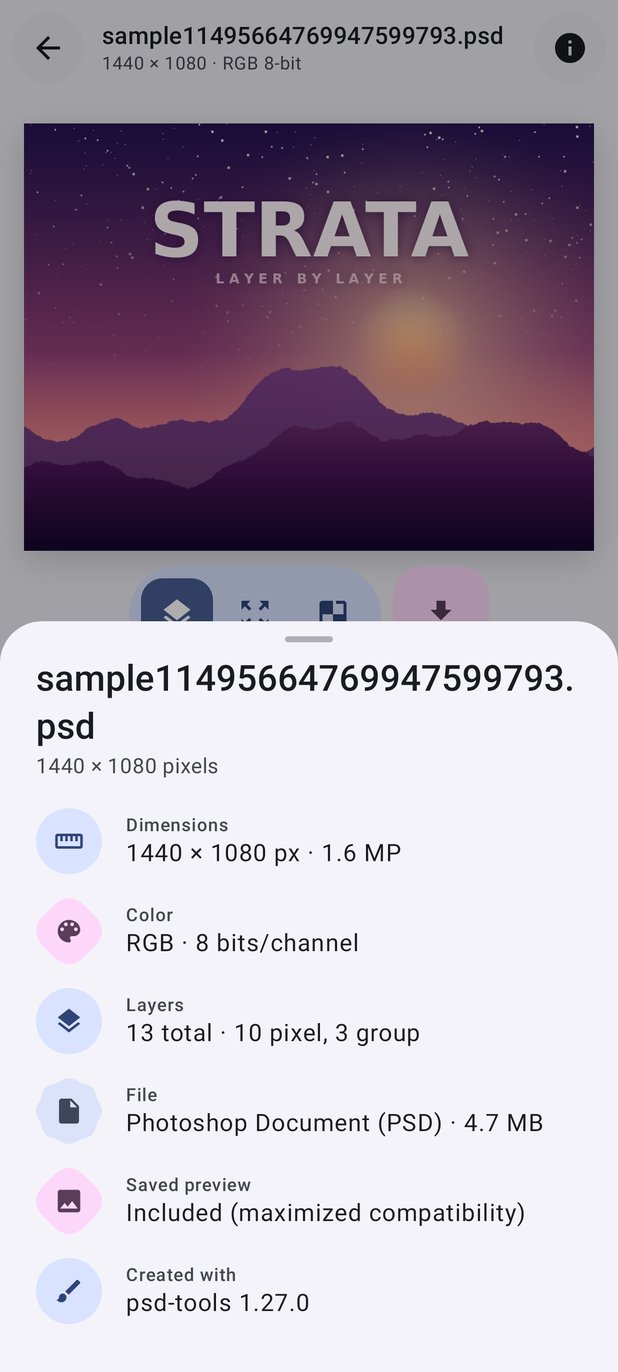 sample11495664769947599793.psd
1440 × 1080 · RGB 8-bit
STRATA
LAYER BY LAYER
sample11495664769947599793.
psd
1440 × 1080 pixels
Dimensions
1440 × 1080 px · 1.6 MP
Color
RGB · 8 bits/channel
Layers
13 total · 10 pixel, 3 group
File
Photoshop Document (PSD) · 4.7 MB
Saved preview
Included (maximized compatibility)
Created with
psd-tools 1.27.0